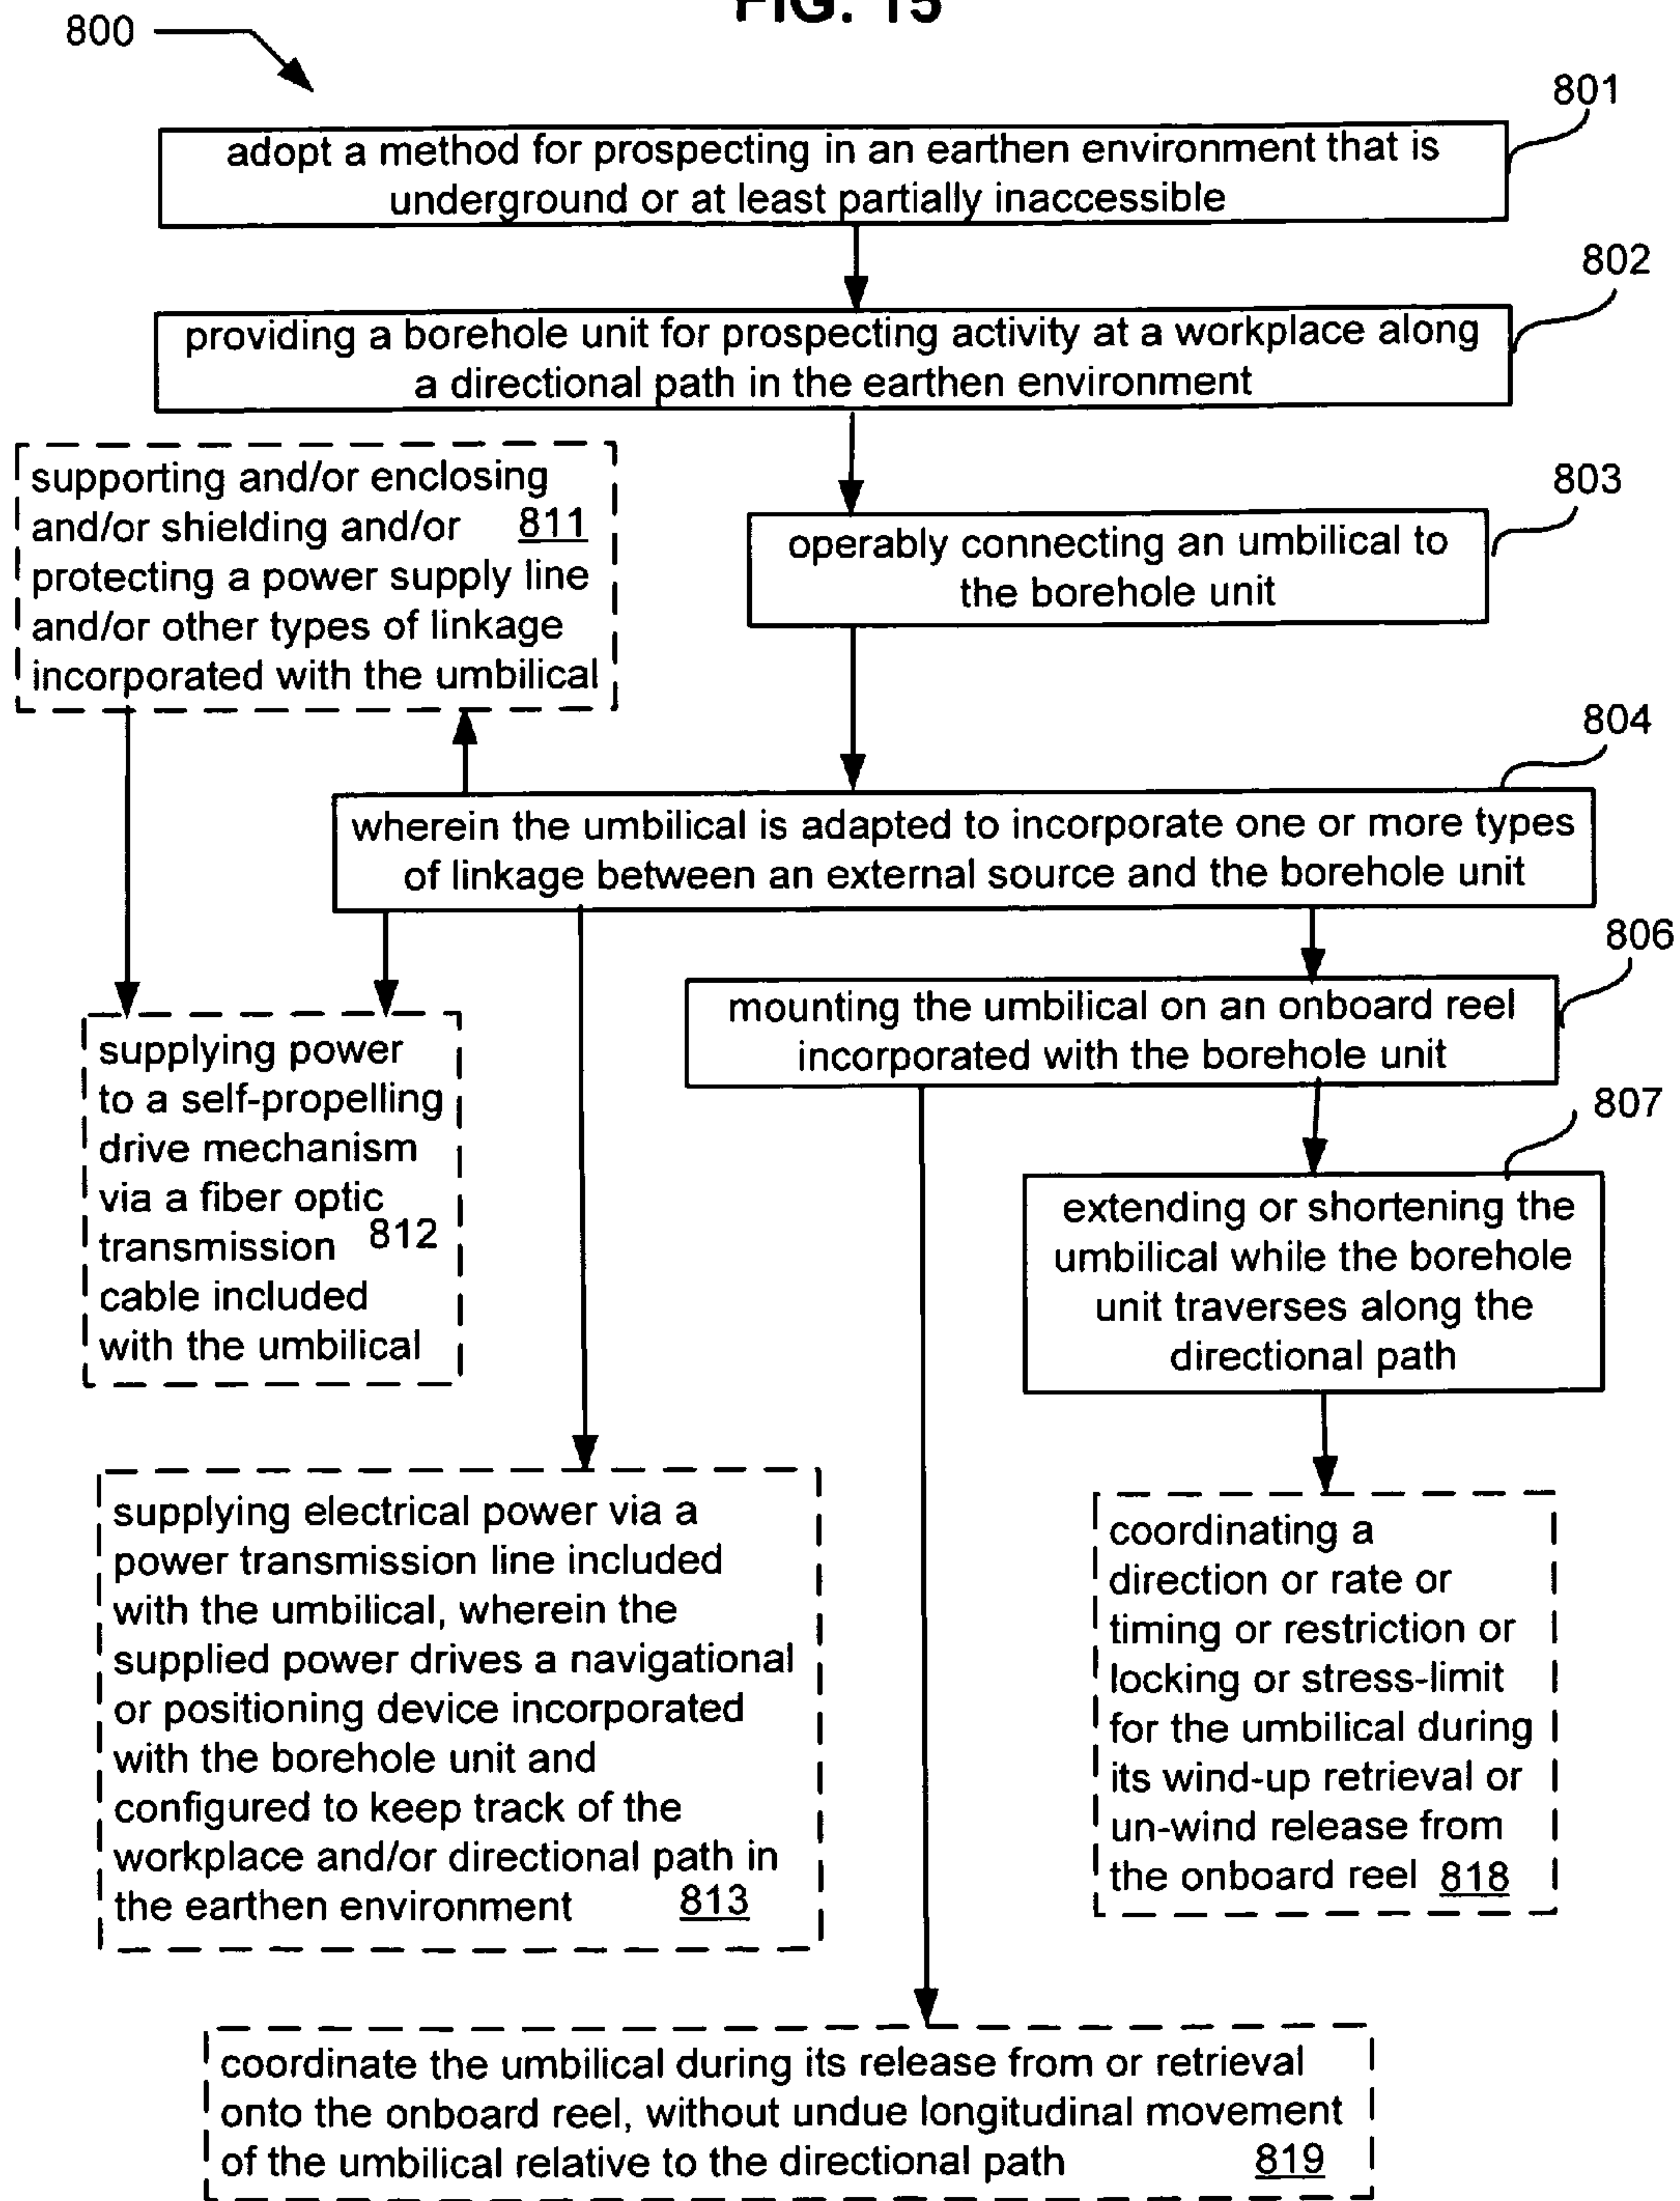 FIG. 15
800
801
adopt a method for prospecting in an earthen environment that is
underground or at least partially inaccessible
802
providing a borehole unit for prospecting activity at a workplace along
a directional path in the earthen environment
803
operably connecting an umbilical to
the borehole unit
supporting and/or enclosing
and/or shielding and/or 811
protecting a power supply line
and/or other types of linkage
incorporated with the umbilical
804
wherein the umbilical is adapted to incorporate one or more types
of linkage between an external source and the borehole unit
806
mounting the umbilical on an onboard reel
incorporated with the borehole unit
supplying power
to a self-propelling
drive mechanism
via a fiber optic
transmission 812
cable included
with the umbilical
807
extending or shortening the
umbilical while the borehole
unit traverses along the
directional path
supplying electrical power via a
power transmission line included
with the umbilical, wherein the
supplied power drives a navigational
or positioning device incorporated
with the borehole unit and
configured to keep track of the
workplace and/or directional path in
the earthen environment 813
coordinating a
direction or rate or
timing or restriction or
locking or stress-limit
for the umbilical during
its wind-up retrieval or
un-wind release from
the onboard reel 818
coordinate the umbilical during its release from or retrieval
onto the onboard reel, without undue longitudinal movement
of the umbilical relative to the directional path 819